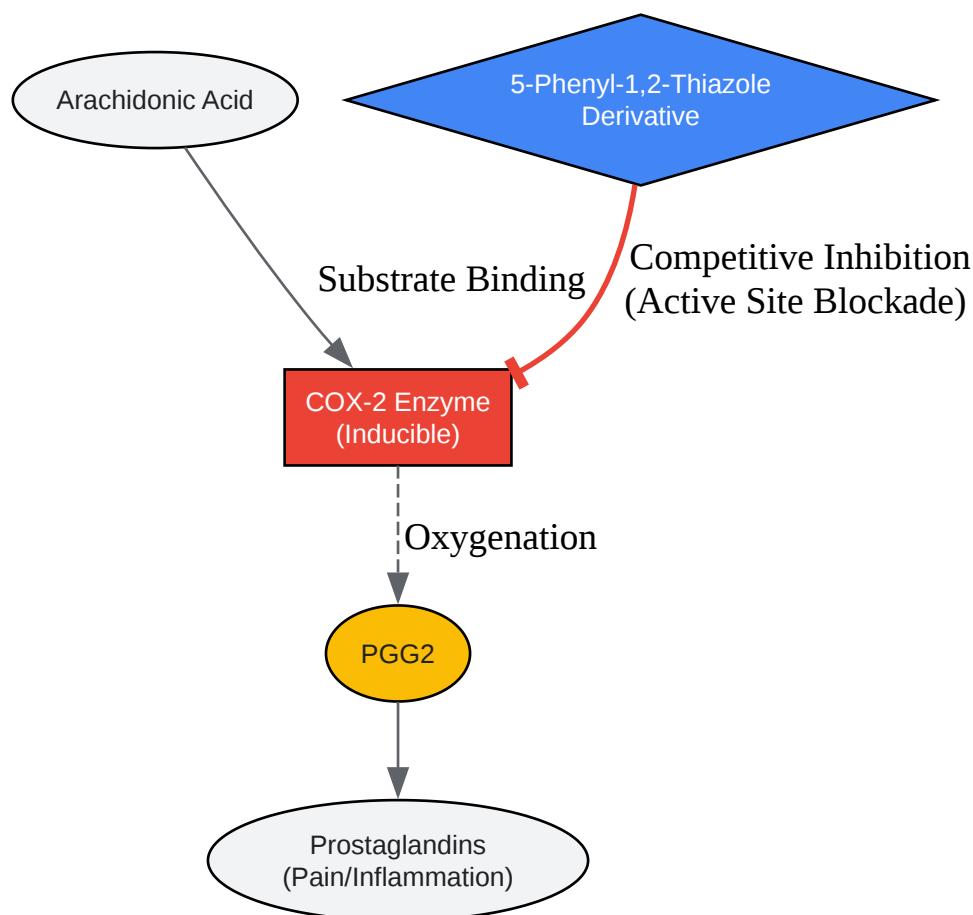 Arachidonic Acid
5-Phenyl-1,2-Thiazole
Derivative
Substrate Binding
Competitive Inhibition
(Active Site Blockade)
COX-2 Enzyme
(Inducible)
Oxygenation
PGG2
Prostaglandins
(Pain/Inflammation)